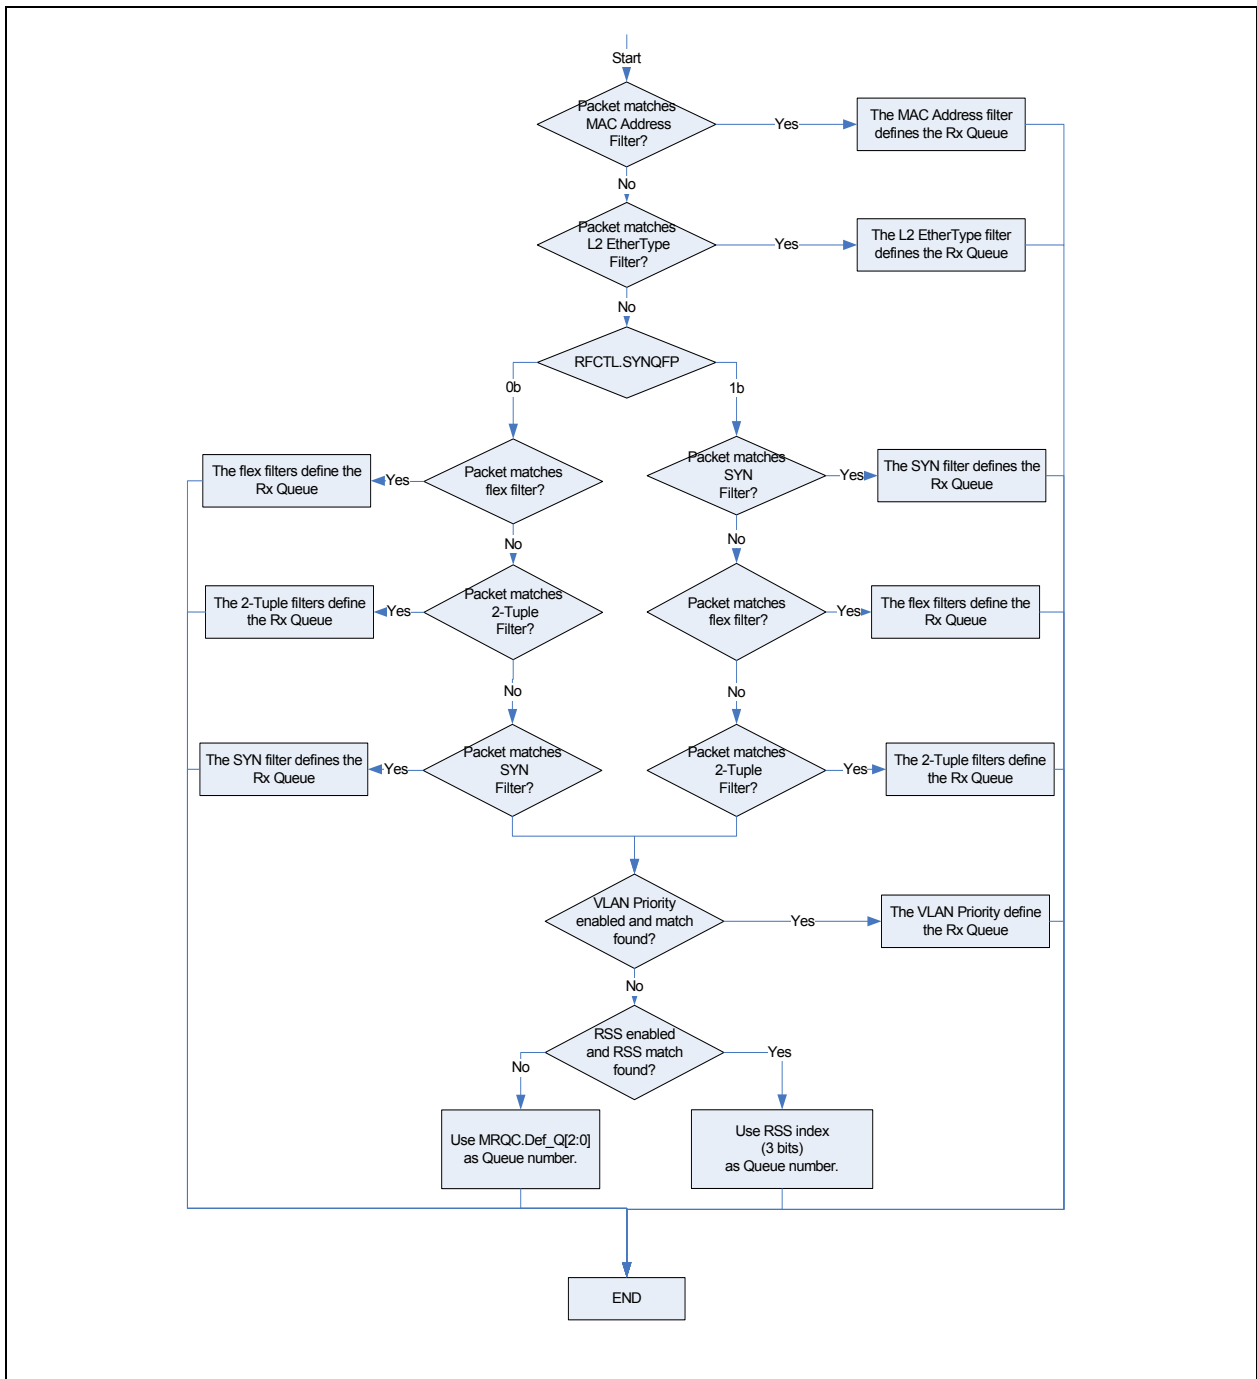 Start
Packet matches
MAC Address
Filter?
Yes
The MAC Address filter
defines the Rx Queue
No
Packet matches
L2 EtherType
Filter?
Yes
The L2 EtherType filter
defines the Rx Queue
No
RFCTL.SYNQFP
0b
1b
The flex filters define the
Rx Queue
Yes
Packet matches
flex filter?
Packet matches
SYN
Filter?
Yes
The SYN filter defines the
Rx Queue
No
No
The 2-Tuple filters define
the Rx Queue
Yes
Packet matches
2-Tuple
Filter?
Packet matches
flex filter?
Yes
The flex filters define the
Rx Queue
No
No
The SYN filter defines the
Rx Queue
Yes
Packet matches
SYN
Filter?
Packet matches
2-Tuple
Filter?
Yes
The 2-Tuple filters define
the Rx Queue
VLAN Priority
enabled and match
found?
Yes
The VLAN Priority define
the Rx Queue
No
RSS enabled
and RSS match
found?
No
Yes
Use MRQC.Def_Q[2:0]
as Queue number.
Use RSS index
(3 bits)
as Queue number.
END